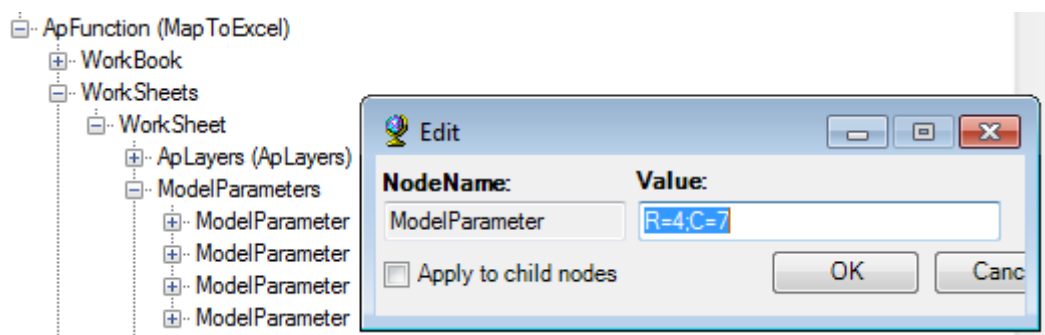 ApFunction (MapToExcel)
WorkBook
WorkSheets
WorkSheet
ApLayers (ApLayers)
ModelParameters
ModelParameter
ModelParameter
ModelParameter
ModelParameter
Edit
NodeName: Value:
ModelParameter R=4;C=7
Apply to child nodes OK Canc